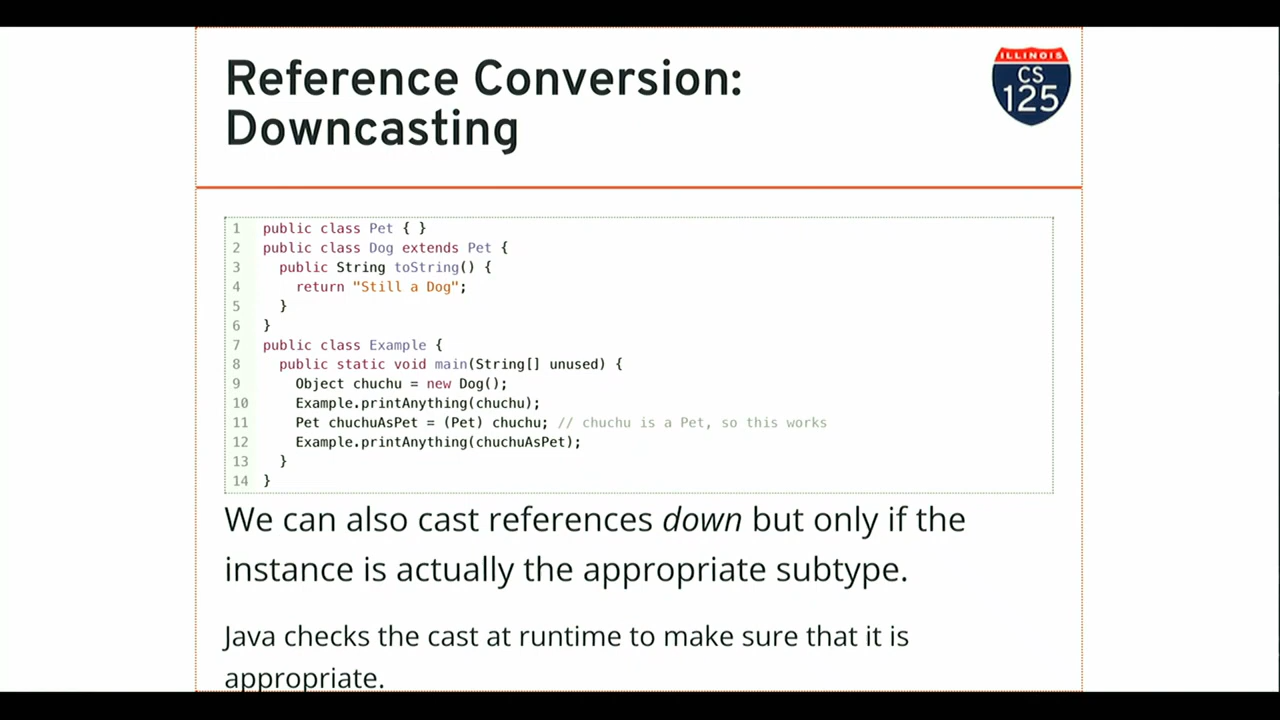 Reference Conversion:
Downcasting
ILLINOIS
CS
125
1 public class Pet { }
2 public class Dog extends Pet {
3   public String toString() {
4     return "Still a Dog";
5   }
6 }
7 public class Example {
8   public static void main(String[] unused) {
9     Object chuchu = new Dog();
10     Example.printAnything(chuchu);
11     Pet chuchuAsPet = (Pet) chuchu; // chuchu is a Pet, so this works
12     Example.printAnything(chuchuAsPet);
13   }
14 }
We can also cast references down but only if the
instance is actually the appropriate subtype.
Java checks the cast at runtime to make sure that it is
appropriate.